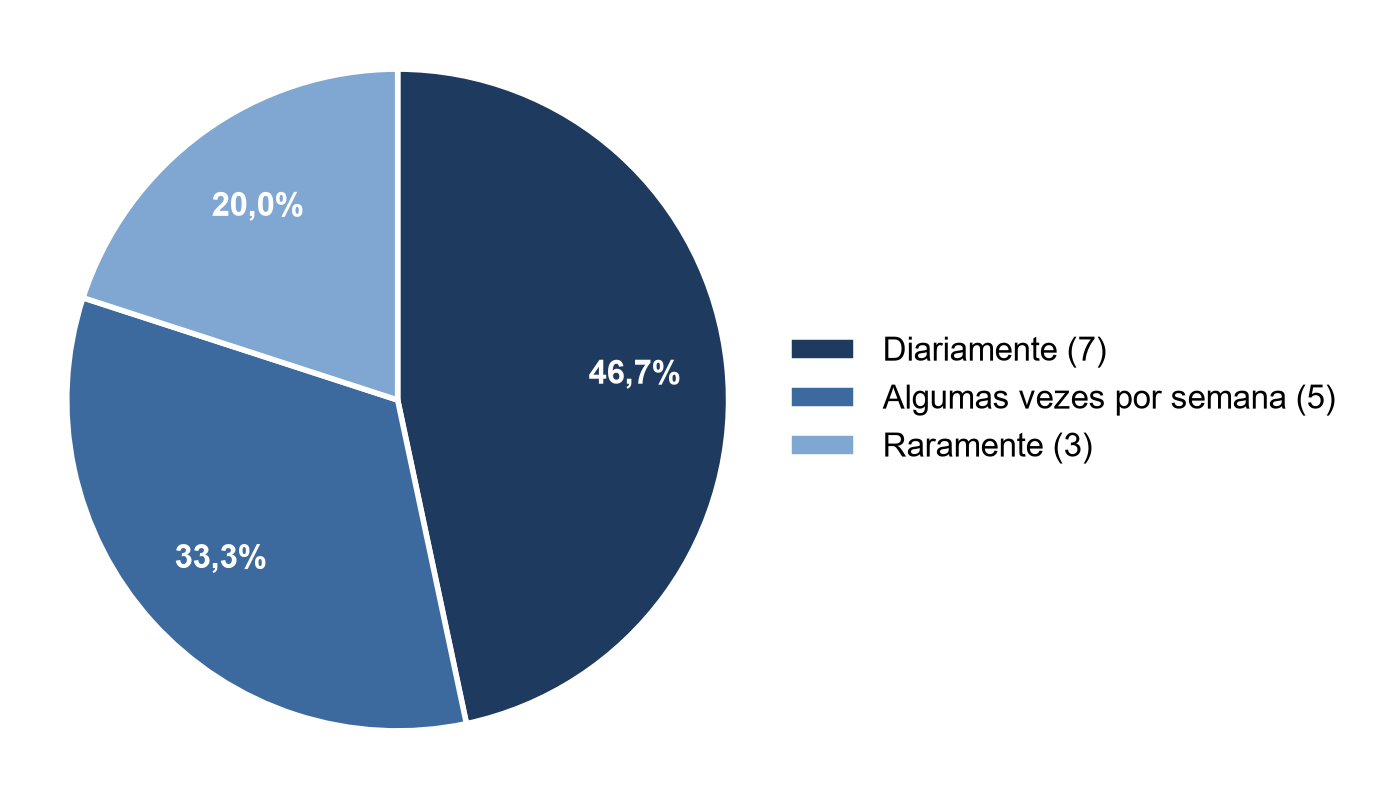 20,0%
46,7%
33,3%
Diariamente (7)
Algumas vezes por semana (5)
Raramente (3)